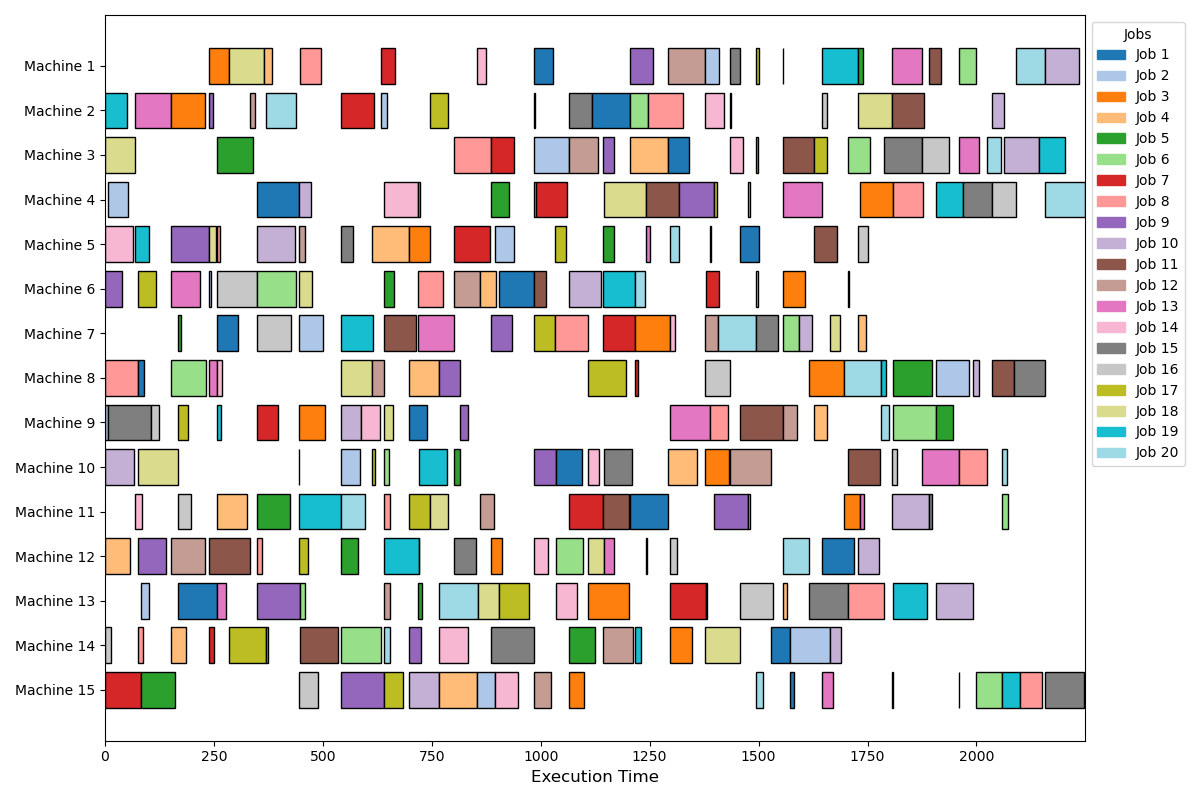 Machine 1
Machine 2
Machine 3
Machine 4
Machine 5
Machine 6
Machine 7
Machine 8
Machine 9
Machine 10
Machine 11
Machine 12
Machine 13
Machine 14
Machine 15
0 250 500 750 1000 1250 1500 1750 2000
Execution Time
Jobs
Job 1
Job 2
Job 3
Job 4
Job 5
Job 6
Job 7
Job 8
Job 9
Job 10
Job 11
Job 12
Job 13
Job 14
Job 15
Job 16
Job 17
Job 18
Job 19
Job 20